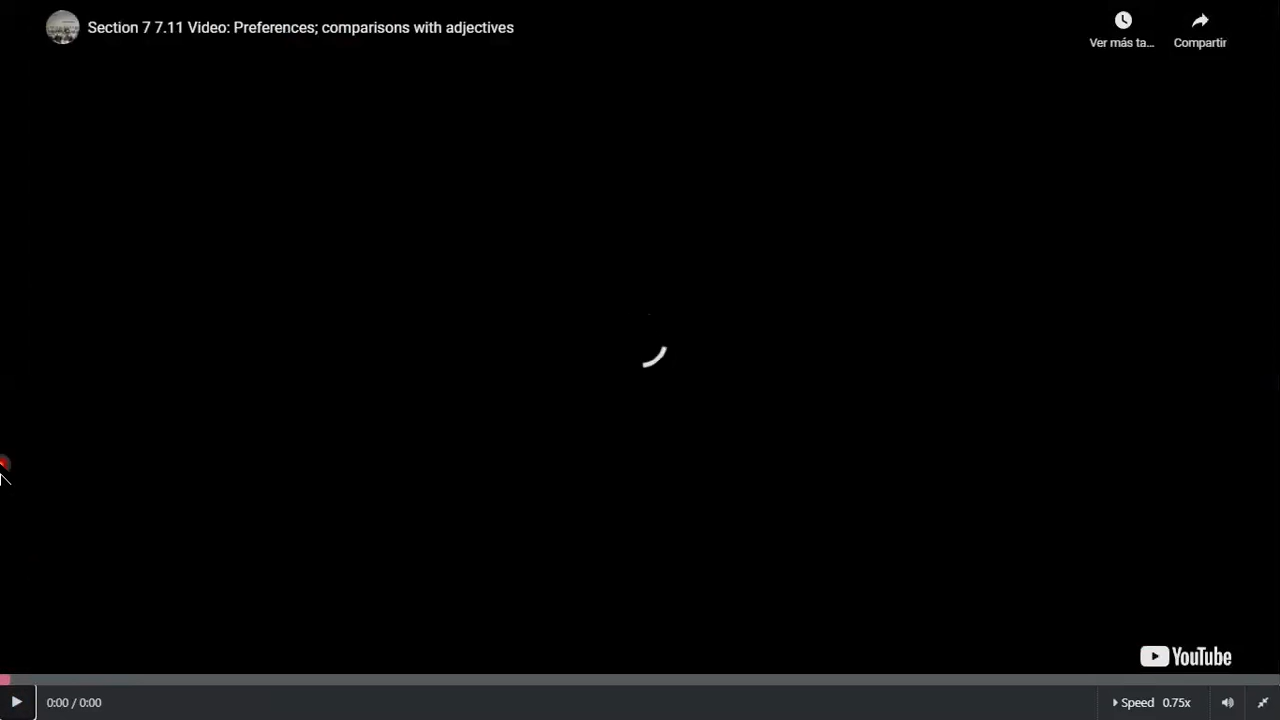 Section 7 7.11 Video: Preferences; comparisons with adjectives
Ver más ta...
Compartir
YouTube
0:00 / 0:00
Speed 0.75x